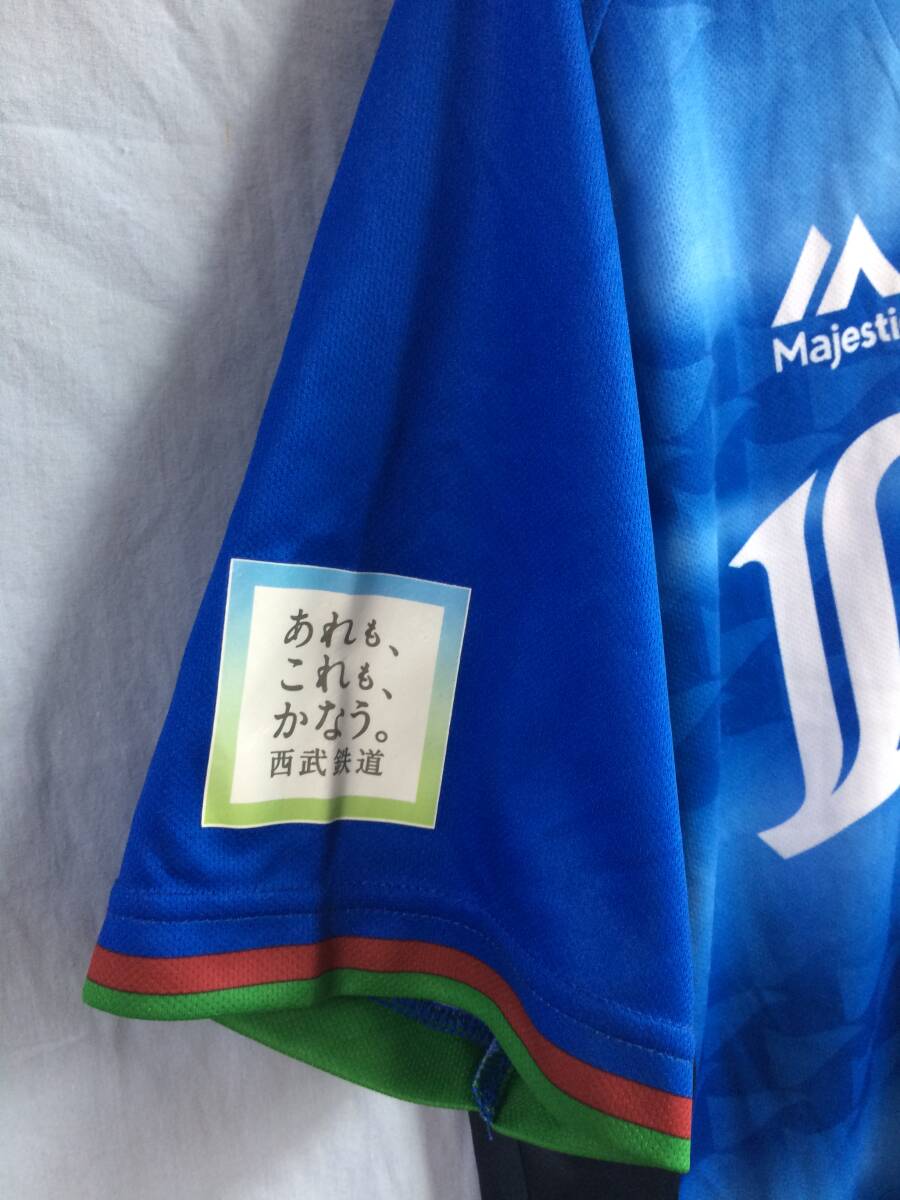 あれも、
これも、
かなう。
西武鉄道
Majesti